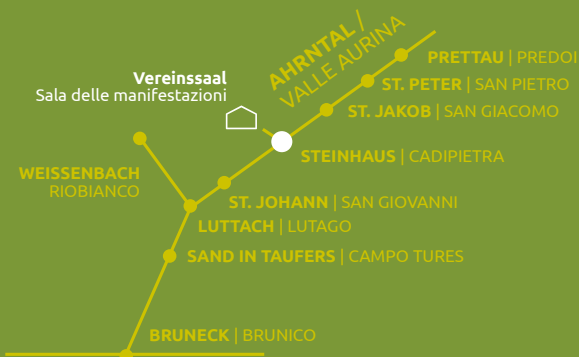 AHRNTAL /
VALLE AURINA
PRETTAU | PREDOI
Vereinssaal
Sala delle manifestazioni
ST. PETER | SAN PIETRO
ST. JAKOB | SAN GIACOMO
STEINHAUS | CADIPIETRA
WEISSENBACH
RIOBIANCO
ST. JOHANN | SAN GIOVANNI
LUTTACH | LUTAGO
SAND IN TAUFERS | CAMPO TURES
BRUNECK | BRUNICO